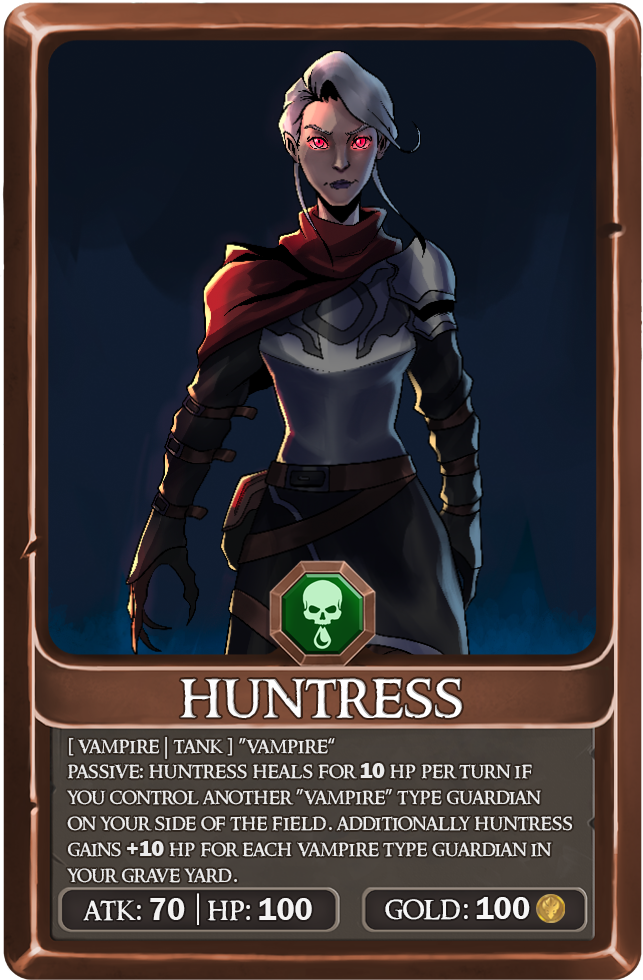 HUNTRESS
[ VAMPIRE | TANK ] "VAMPIRE"
PASSIVE: HUNTRESS HEALS FOR 10 HP PER TURN IF
YOU CONTROL ANOTHER "VAMPIRE" TYPE GUARDIAN
ON YOUR SIDE OF THE FIELD. ADDITIONALLY HUNTRESS
GAINS +10 HP FOR EACH VAMPIRE TYPE GUARDIAN IN
YOUR GRAVE YARD.
ATK: 70 | HP: 100 GOLD: 100